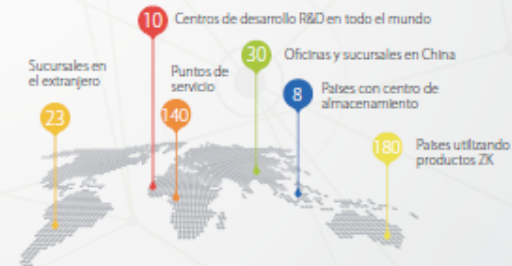 10 Centros de desarrollo R&D en todo el mundo
30 Oficinas y sucursales en China
Sucursales en
el extranjero
23
Puntos de
servicio
140
8 Países con centro de
almacenamiento
180 Países utilizando
productos ZK